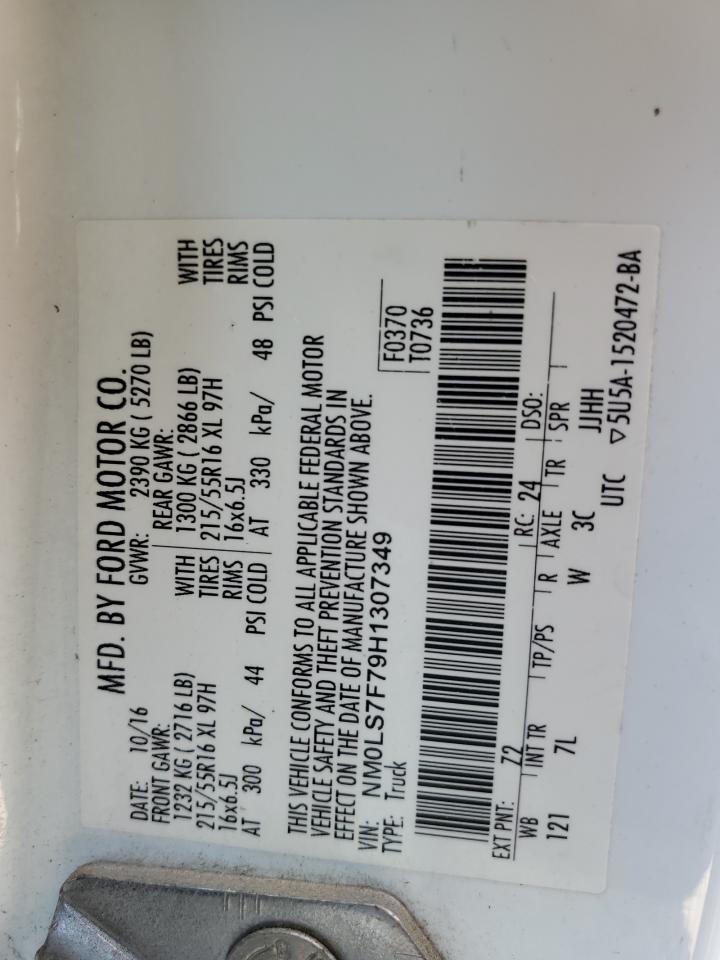 MFD. BY FORD MOTOR CO.
DATE: 10/16 GVWR: 2390 KG ( 5270 LB)
FRONT GAWR: REAR GAWR:
1232 KG ( 2716 LB) WITH 1300 KG ( 2866 LB) WITH
215/55R16 XL 97H TIRES 215/55R16 XL 97H TIRES
16x6.5J RIMS 16x6.5J RIMS
AT 300 kPa/ 44 PSI COLD AT 330 kPa/ 48 PSI COLD
THIS VEHICLE CONFORMS TO ALL APPLICABLE FEDERAL MOTOR
VEHICLE SAFETY AND THEFT PREVENTION STANDARDS IN
EFFECT ON THE DATE OF MANUFACTURE SHOWN ABOVE.
VIN: NM0LS7F79H1307349 F0370
TYPE: Truck T0736
EXT PNT: Z2 RC: 24 DSO:
WB INT TR TP/PS R AXLE TR SPR
121 7L W 3C JJHH
UTC ▽5U5A-1520472-BA